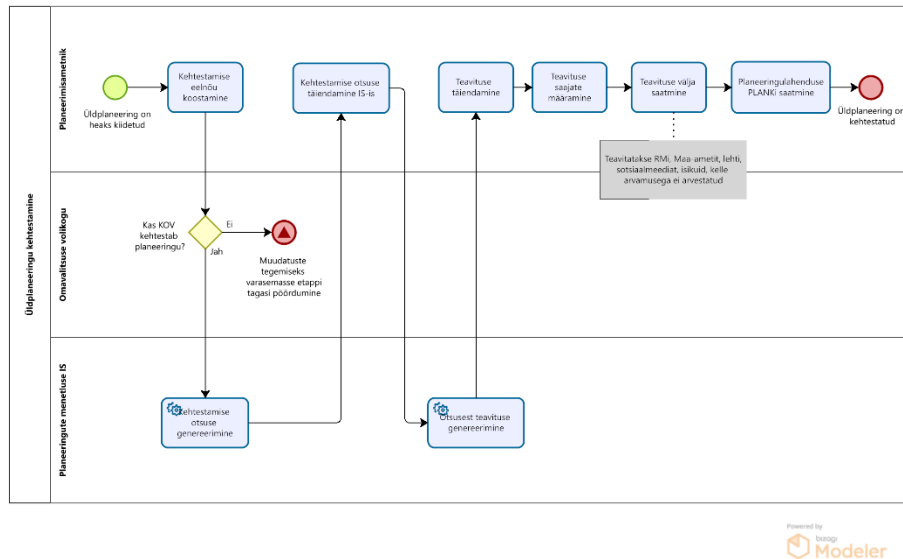 Üldplaneeringu kehtestamine
Planeerimisametnik
Üldplaneering on
heaks kiidetud
Kehtestamise
eelnõu
koostamine
Kehtestamise otsuse
täiendamine IS-is
Teavituse
täiendamine
Teavituse
saajate
määramine
Teavituse välja
saatmine
Planeeringulahenduse
PLANKi saatmine
Üldplaneering on
kehtestatud
Teavitatakse RMi, Maa-ametit, lehti,
sotsiaalmeediat, isikuid, kelle
arvamusega ei arvestatud
Omavalitsuse volikogu
Kas KOV
kehtestab
planeeringu?
Ei
Jah
Muudatuste
tegemiseks
varasemasse etappi
tagasi pöördumine
Planeeringute menetluse IS
Kehtestamise
otsuse
genereerimine
Otsusest teavituse
genereerimine
Powered by
bizagi
Modeler